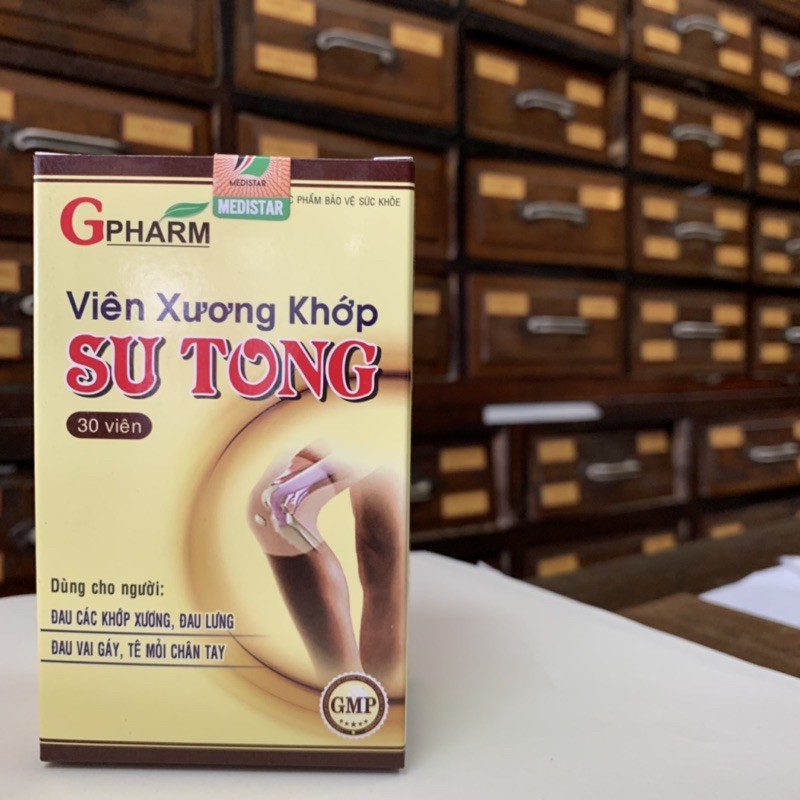 MEDISTAR
MEDISTAR
PHẨM BẢO VỆ SỨC KHỎE
GPHARM
Viên Xương Khớp
SU TONG
30 viên
Dùng cho người:
ĐAU CÁC KHỚP XƯƠNG, ĐAU LƯNG
ĐAU VAI GÁY, TÊ MỎI CHÂN TAY
GMP